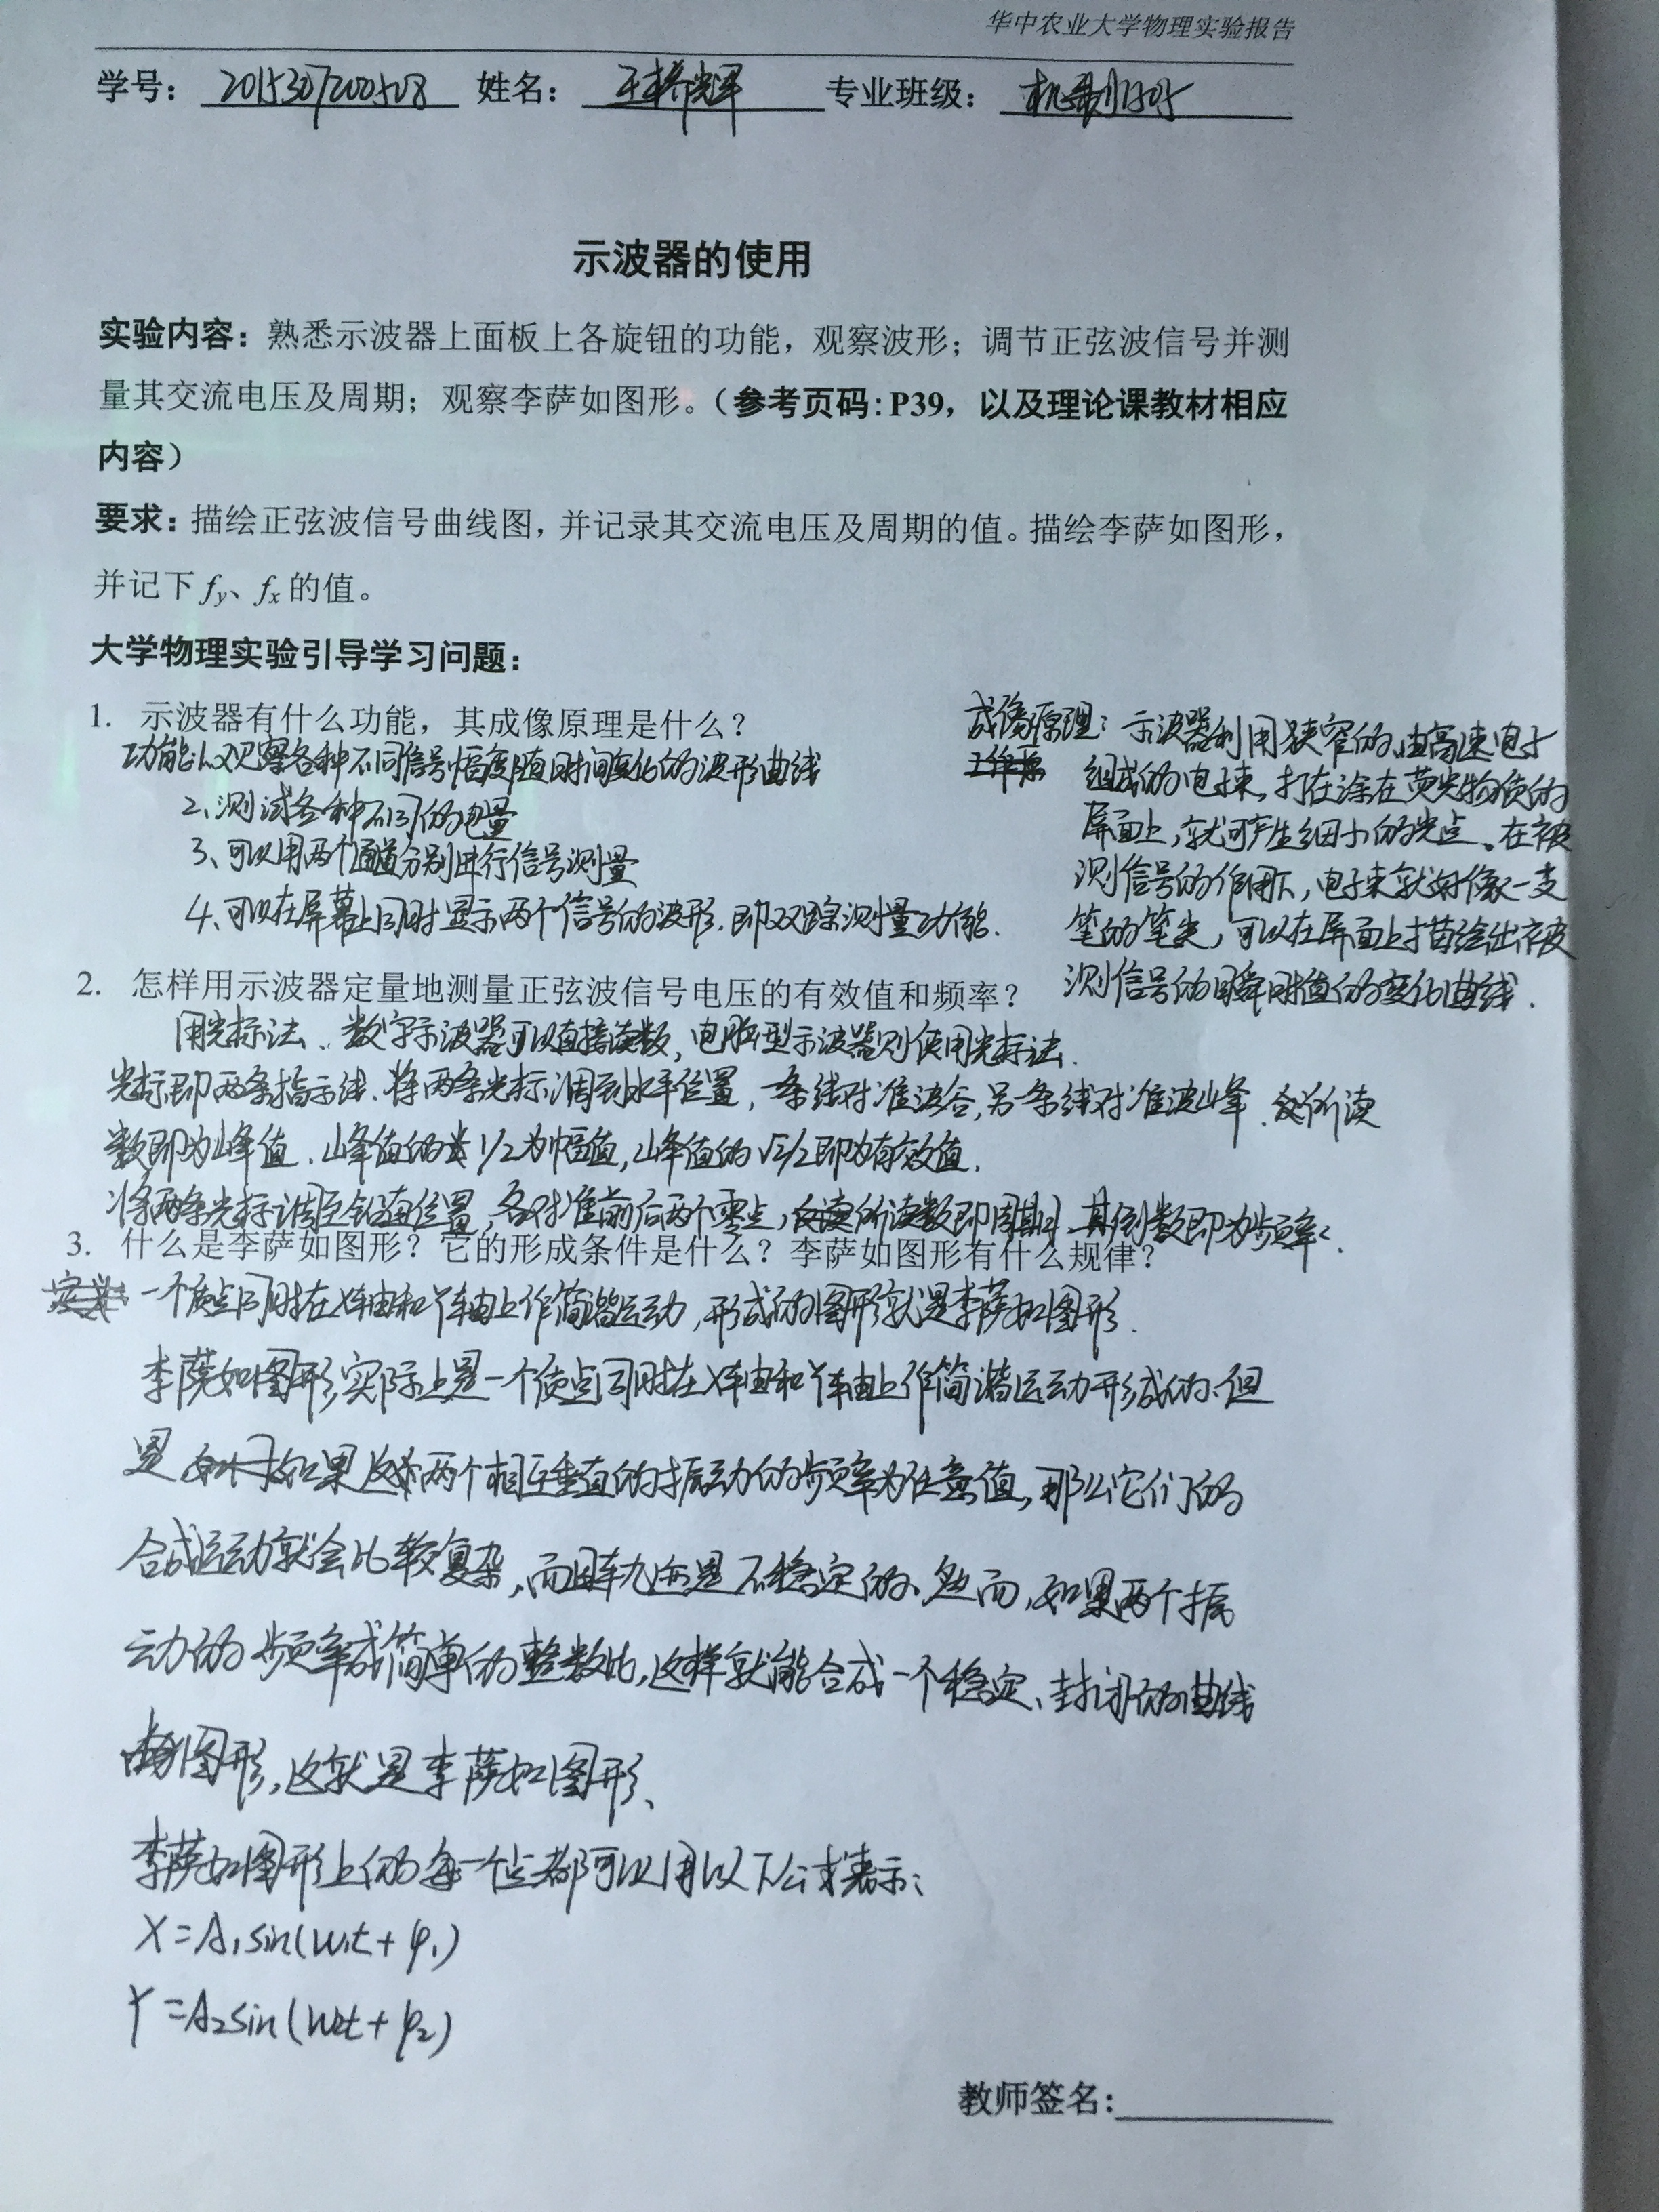 华中农业大学物理实验报告
学号： 2015307200508 姓名： 王将辉 专业班级： 机制1505
示波器的使用
实验内容：熟悉示波器上面板上各旋钮的功能，观察波形；调节正弦波信号并测
量其交流电压及周期；观察李萨如图形。（参考页码：P39，以及理论课教材相应
内容）
要求：描绘正弦波信号曲线图，并记录其交流电压及周期的值。描绘李萨如图形，
并记下 fy、fx 的值。
大学物理实验引导学习问题：
1. 示波器有什么功能，其成像原理是什么？
功能：1、观察各种不同信号幅度随时间变化的波形曲线
2、测试各种不同的电量
3、可以用两个通道分别进行信号测量
4、可以在屏幕上同时显示两个信号的波形，即双踪测量功能.
成像原理：示波器利用狭窄的，由高速电子
组成的电子束，打在涂在荧光物质的
屏面上，就可产生细小的光点。在被
测信号的作用下，电子束就好像一支
笔的笔尖，可以在屏面上描绘出被
测信号的瞬时值的变化曲线.
2. 怎样用示波器定量地测量正弦波信号电压的有效值和频率？
用光标法、数字示波器可以直接读数，电脑型示波器则使用光标法.
光标即两条指示线.将两条光标调到水平位置，一条线对准波谷，另一条线对准波峰.所读
数即为峰值.峰值的1/2为幅值，峰值的√2/2即为有效值.
将两条光标调至铅直位置，各对准前后两个零点，所读数即周期，其倒数即为频率.
3. 什么是李萨如图形？它的形成条件是什么？李萨如图形有什么规律？
一个质点同时在X轴和Y轴上作简谐运动，形成的图形就是李萨如图形.
李萨如图形实际上是一个质点同时在X轴和Y轴上作简谐运动形成的.但
是如果这两个相互垂直的振动的频率为任意值，那么它们的
合成运动就会比较复杂，而且轨迹是不稳定的.然而，如果两个振
动的频率成简单的整数比，这样就能合成一个稳定、封闭的曲线
图形，这就是李萨如图形、
李萨如图形上的每一个点都可以用以下公式表示：
X=A₁sin(w₁t+φ₁)
Y=A₂sin(w₂t+φ₂)
教师签名：